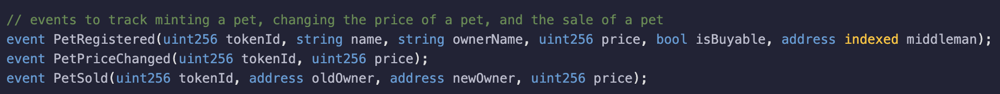 // events to track minting a pet, changing the price of a pet, and the sale of a pet
event PetRegistered(uint256 tokenId, string name, string ownerName, uint256 price, bool isBuyable, address indexed middleman);
event PetPriceChanged(uint256 tokenId, uint256 price);
event PetSold(uint256 tokenId, address oldOwner, address newOwner, uint256 price);